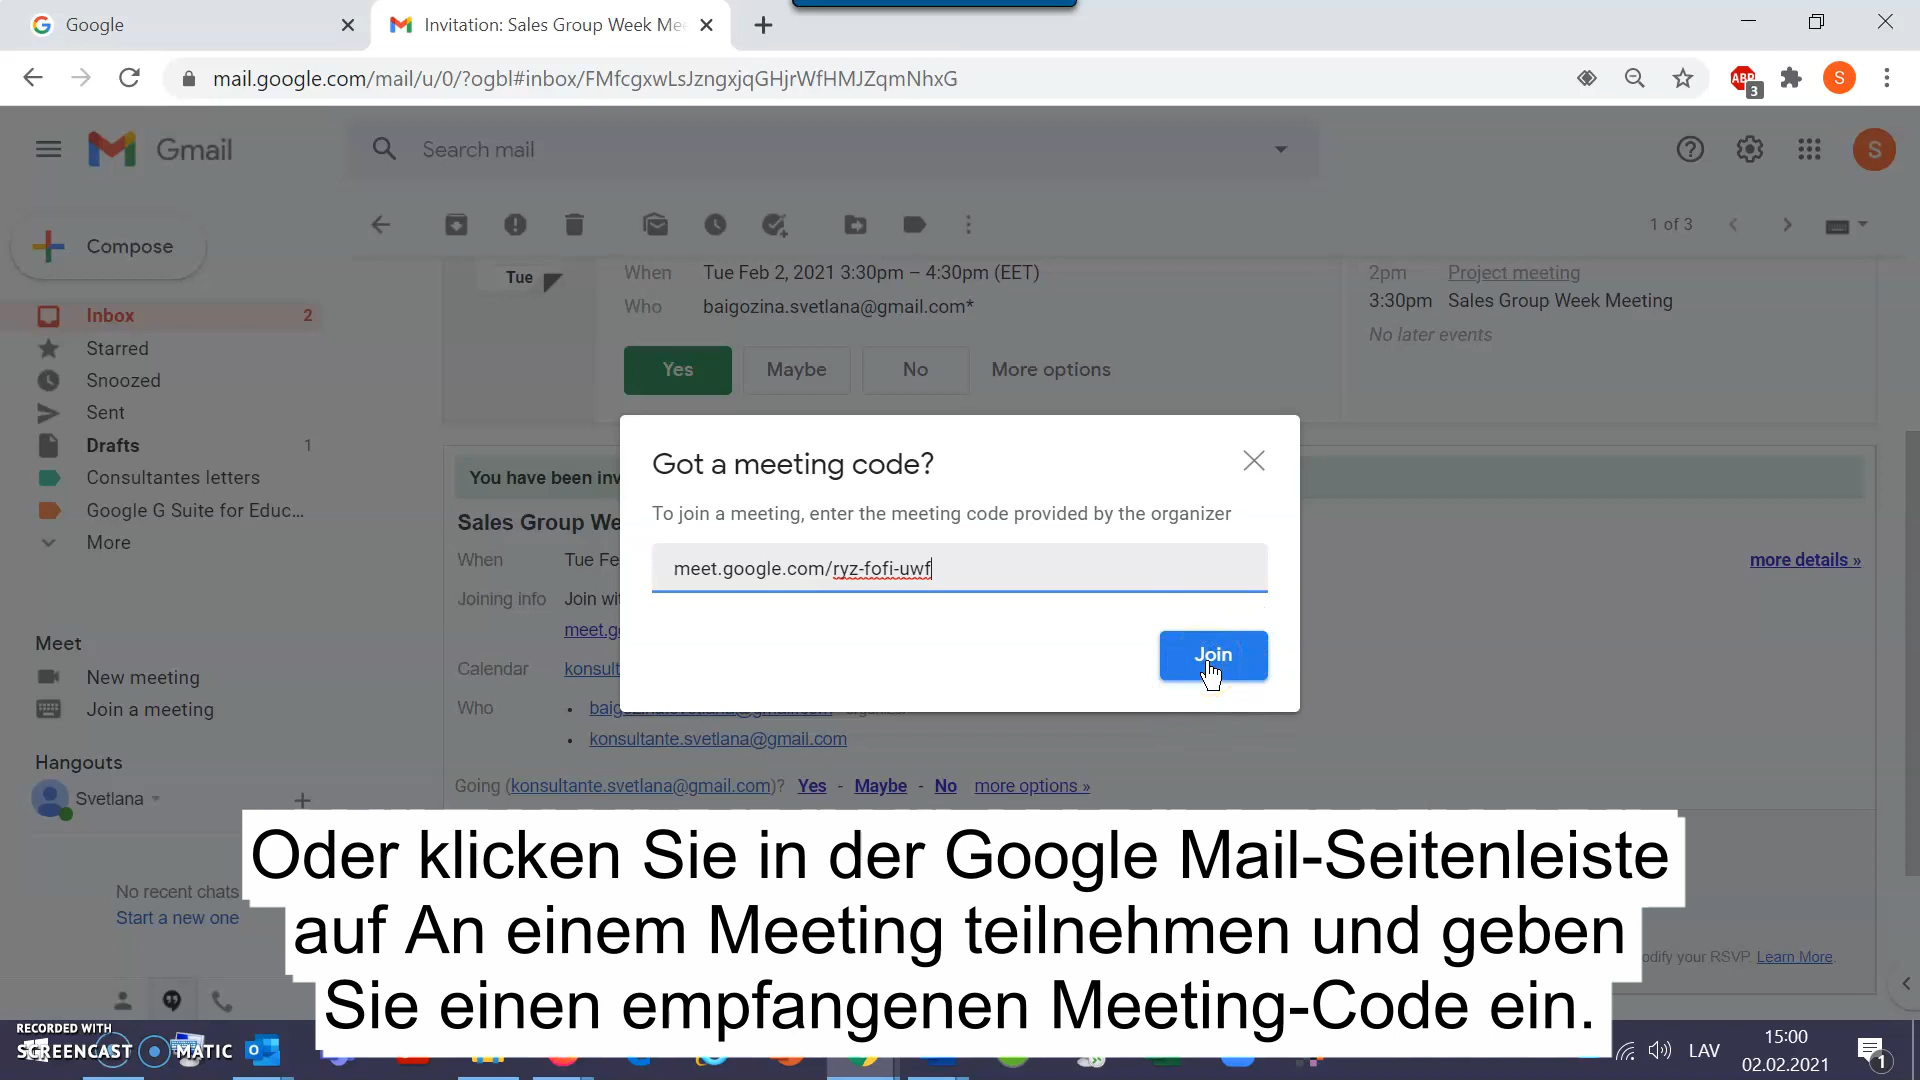 Google
Invitation: Sales Group Week Mee
mail.google.com/mail/u/0/?ogbl#inbox/FMfcgxwLsJzngxjqGHjrWfHMJZqmNhxG
ABP
3
S
Gmail
Search mail
S
Compose
1 of 3
Tue
When Tue Feb 2, 2021 3:30pm – 4:30pm (EET)
Who baigozina.svetlana@gmail.com*
2pm Project meeting
3:30pm Sales Group Week Meeting
No later events
Yes Maybe No More options
Inbox 2
Starred
Snoozed
Sent
Drafts 1
Consultantes letters
Google G Suite for Educ...
More
Got a meeting code?
To join a meeting, enter the meeting code provided by the organizer
meet.google.com/ryz-fofi-uwf
Join
You have been inv
Sales Group We
When Tue Fe
more details »
Joining info Join wi
meet.g
Calendar konsult
Who
• konsultante.svetlana@gmail.com
Going (konsultante.svetlana@gmail.com)? Yes - Maybe - No more options »
Meet
New meeting
Join a meeting
Hangouts
Svetlana
No recent chats
Start a new one
odify your RSVP. Learn More.
Oder klicken Sie in der Google Mail-Seitenleiste
auf An einem Meeting teilnehmen und geben
Sie einen empfangenen Meeting-Code ein.
RECORDED WITH
SCREENCAST MATIC
LAV
15:00
02.02.2021
1